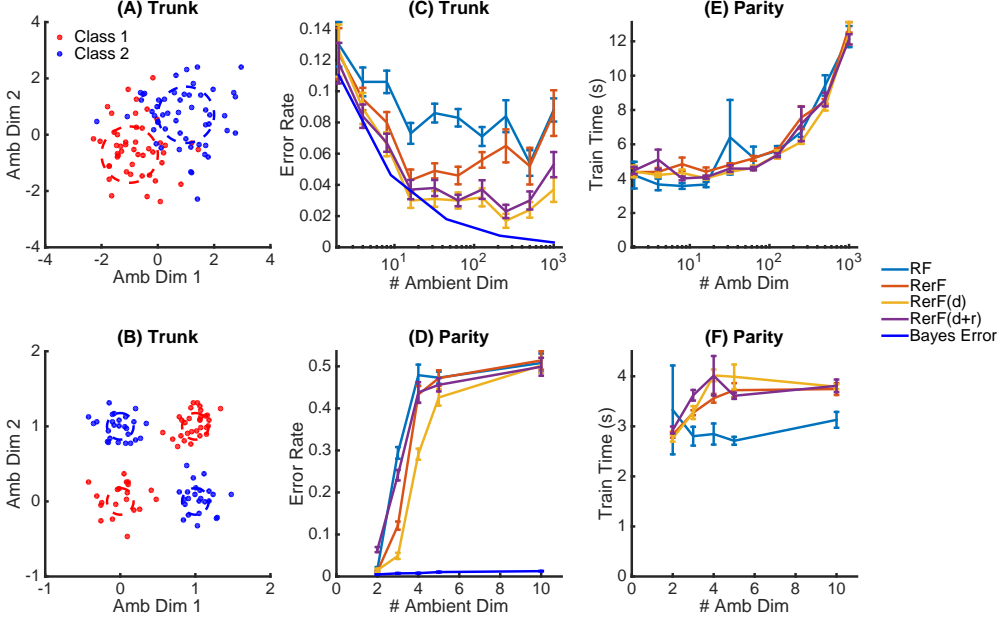 (A) Trunk
4
2
0
-2
-4
-4
-2
0
2
4
Amb Dim 2
Amb Dim 1
Class 1
Class 2
(C) Trunk
0.14
0.12
0.1
0.08
0.06
0.04
0.02
0
10^1
10^2
10^3
Error Rate
# Ambient Dim
(E) Parity
12
10
8
6
4
2
0
10^1
10^2
10^3
Train Time (s)
# Amb Dim
RF
RerF
RerF(d)
RerF(d+r)
Bayes Error
(B) Trunk
2
1
0
-1
-1
0
1
2
Amb Dim 2
Amb Dim 1
(D) Parity
0.5
0.4
0.3
0.2
0.1
0
0
2
4
6
8
10
Error Rate
# Ambient Dim
(F) Parity
4
3
2
1
0
0
2
4
6
8
10
Train Time (s)
# Amb Dim